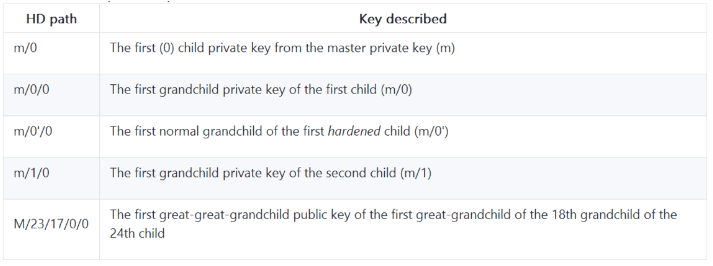 HD path Key described
m/0 The first (0) child private key from the master private key (m)
m/0/0 The first grandchild private key of the first child (m/0)
m/0'/0 The first normal grandchild of the first hardened child (m/0')
m/1/0 The first grandchild private key of the second child (m/1)
M/23/17/0/0 The first great-great-grandchild public key of the first great-grandchild of the 18th grandchild of the
24th child